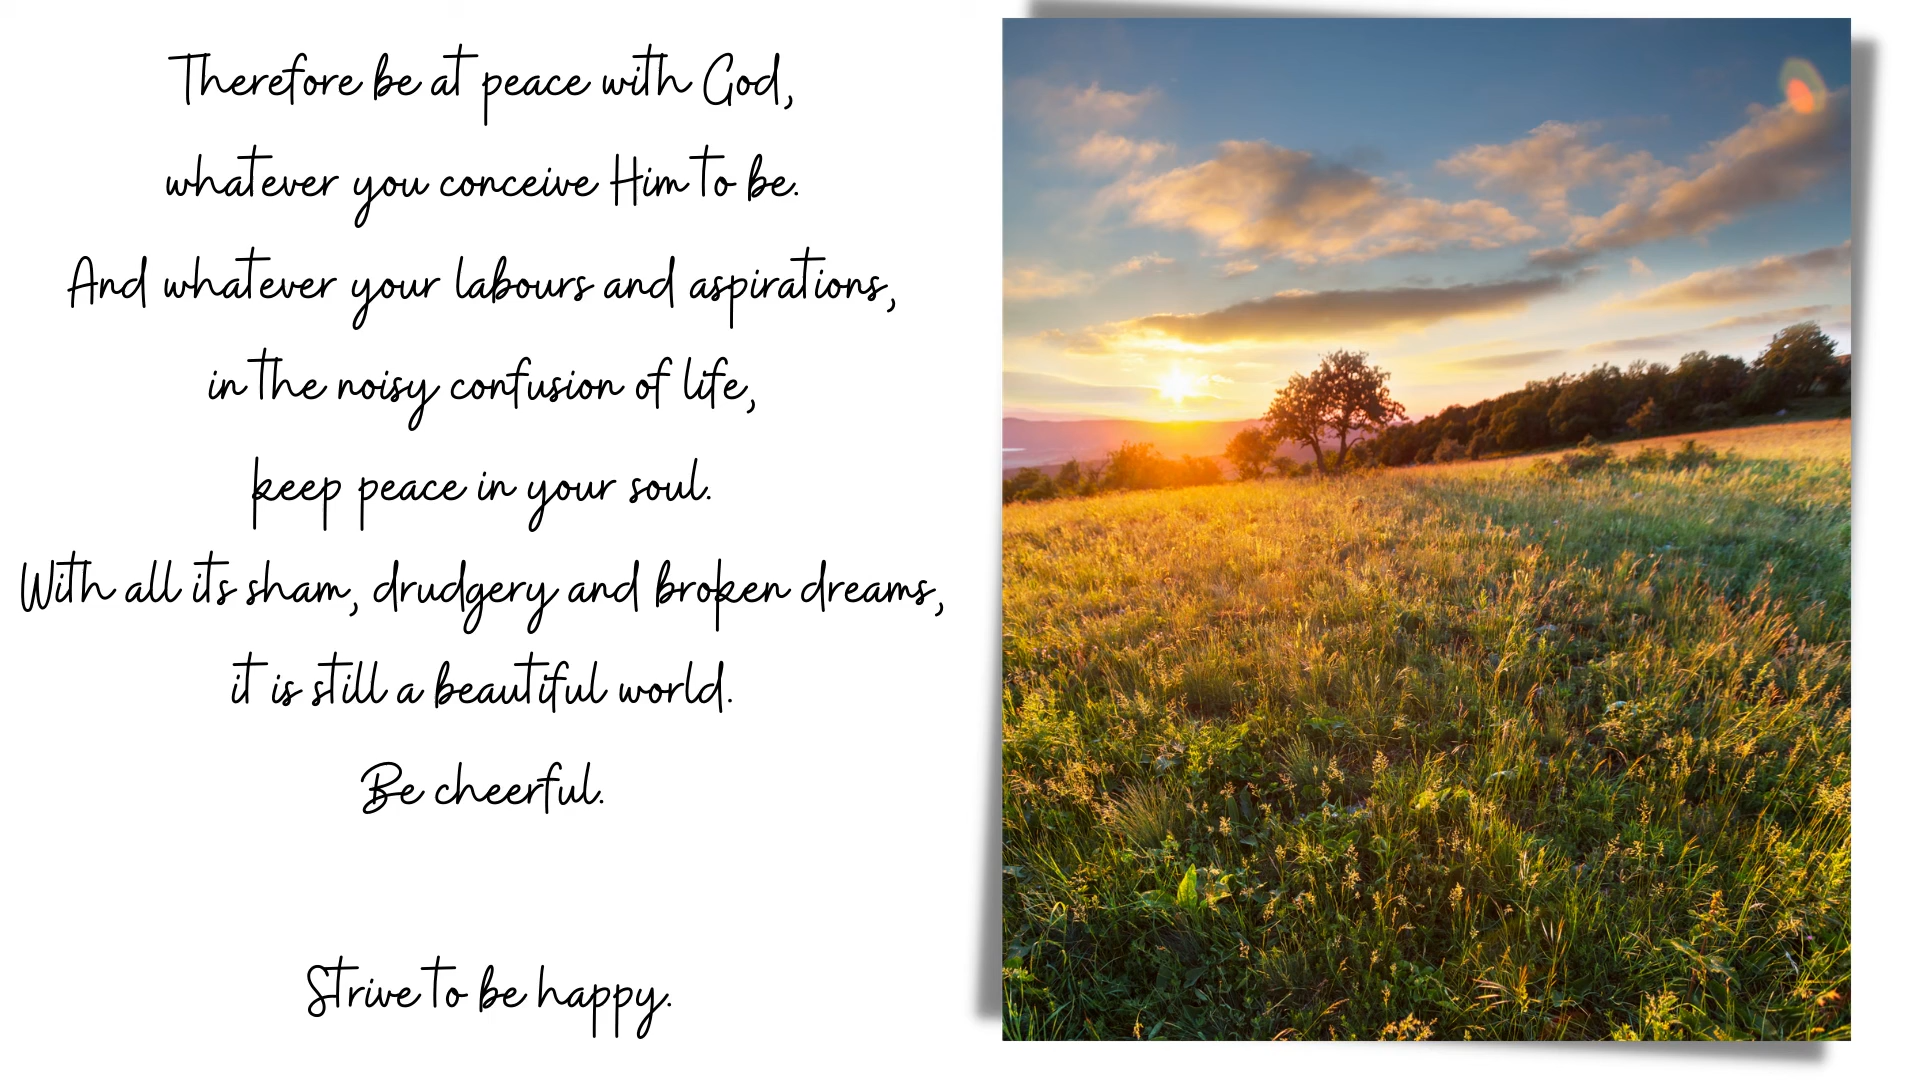 Therefore be at peace with God,
whatever you conceive Him to be.
And whatever your labours and aspirations,
in the noisy confusion of life,
keep peace in your soul.
With all its sham, drudgery and broken dreams,
it is still a beautiful world.
Be cheerful.
Strive to be happy.